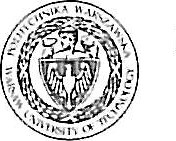 POLITECHNIKA WARSZAWSKA
WARSAW UNIVERSITY OF TECHNOLOGY